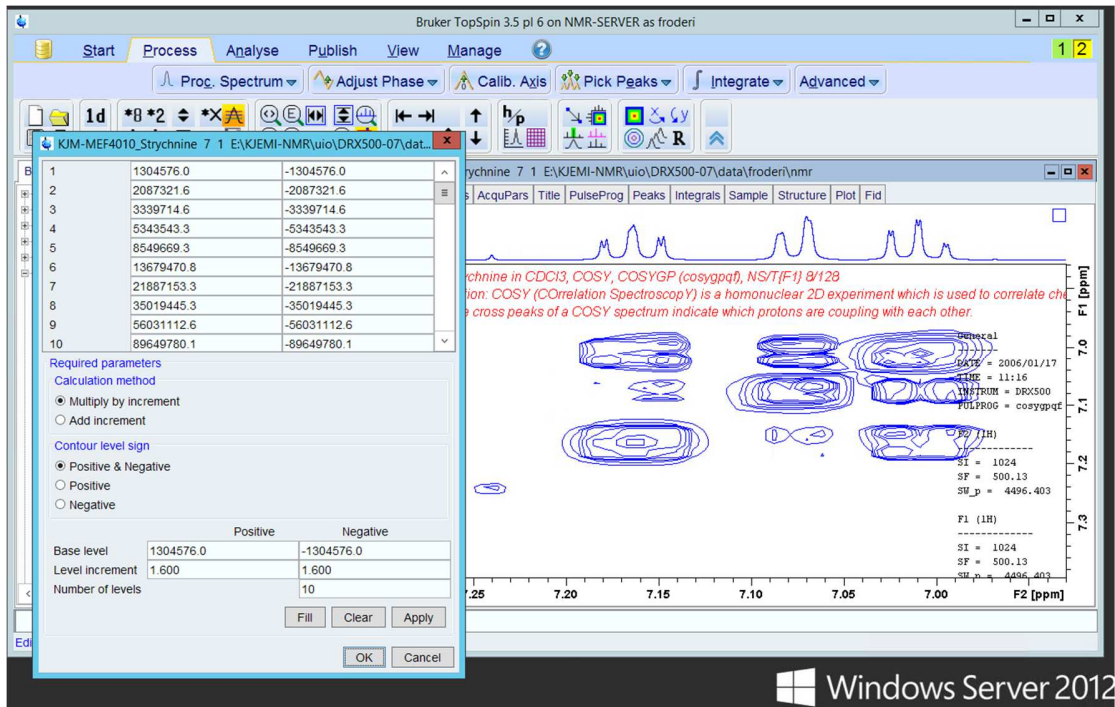 Bruker TopSpin 3.5 pl 6 on NMR-SERVER as froderi
Start Process Analyse Publish View Manage
1 2
Proc. Spectrum Adjust Phase Calib. Axis Pick Peaks Integrate Advanced
1d *8 *2 *X E h/p
R
KJM-MEF4010_Strychnine 7 1 E:\KJEMI-NMR\uio\DRX500-07\dat...
1 1304576.0 -1304576.0
2 2087321.6 -2087321.6
3 3339714.6 -3339714.6
4 5343543.3 -5343543.3
5 8549669.3 -8549669.3
6 13679470.8 -13679470.8
7 21887153.3 -21887153.3
8 35019445.3 -35019445.3
9 56031112.6 -56031112.6
10 89649780.1 -89649780.1
Required parameters
Calculation method
Multiply by increment
Add increment
Contour level sign
Positive & Negative
Positive
Negative
Positive Negative
Base level 1304576.0 -1304576.0
Level increment 1.600 1.600
Number of levels 10
Fill Clear Apply
OK Cancel
rychnine 7 1 E:\KJEMI-NMR\uio\DRX500-07\data\froderi\nmr
s AcquPars Title PulseProg Peaks Integrals Sample Structure Plot Fid
ychnine in CDCl3, COSY, COSYGP (cosygpqf), NS/T{F1} 8/128
tion: COSY (COrrelation SpectroscopY) is a homonuclear 2D experiment which is used to correlate che
e cross peaks of a COSY spectrum indicate which protons are coupling with each other.
General
DATE = 2006/01/17
TIME = 11:16
INSTRUM = DRX500
PULPROG = cosygpqf
F2 (1H)
SI = 1024
SF = 500.13
SW_p = 4496.403
F1 (1H)
SI = 1024
SF = 500.13
SW_p = 4496.403
F1 [ppm]
7.0
7.1
7.2
7.3
7.25 7.20 7.15 7.10 7.05 7.00 F2 [ppm]
Edi
Windows Server 2012